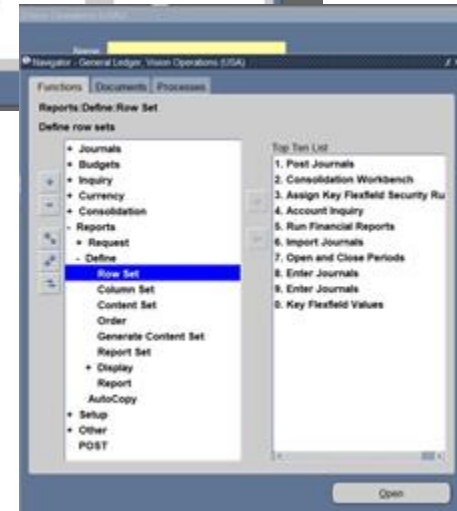 Name
Navigator - General Ledger, Vision Operations (USA)
Functions Documents Processes
Reports:Define:Row Set
Define row sets
+ Journals
+ Budgets
+ Inquiry
+ Currency
+ Consolidation
- Reports
+ Request
- Define
Row Set
Column Set
Content Set
Order
Generate Content Set
Report Set
+ Display
Report
AutoCopy
+ Setup
+ Other
POST
Top Ten List
1. Post Journals
2. Consolidation Workbench
3. Assign Key Flexfield Security Ru
4. Account Inquiry
5. Run Financial Reports
6. Import Journals
7. Open and Close Periods
8. Enter Journals
9. Enter Journals
0. Key Flexfield Values
Open